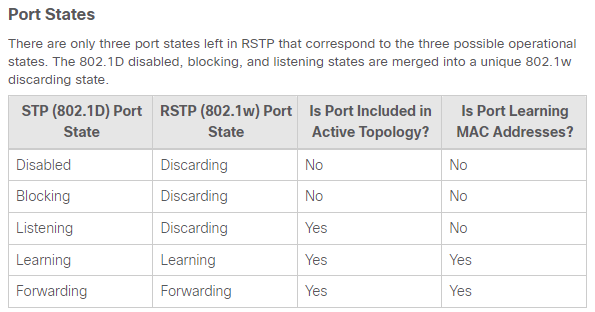 Port States
There are only three port states left in RSTP that correspond to the three possible operational
states. The 802.1D disabled, blocking, and listening states are merged into a unique 802.1w
discarding state.
STP (802.1D) Port State RSTP (802.1w) Port State Is Port Included in Active Topology? Is Port Learning MAC Addresses?
Disabled Discarding No No
Blocking Discarding No No
Listening Discarding Yes No
Learning Learning Yes Yes
Forwarding Forwarding Yes Yes